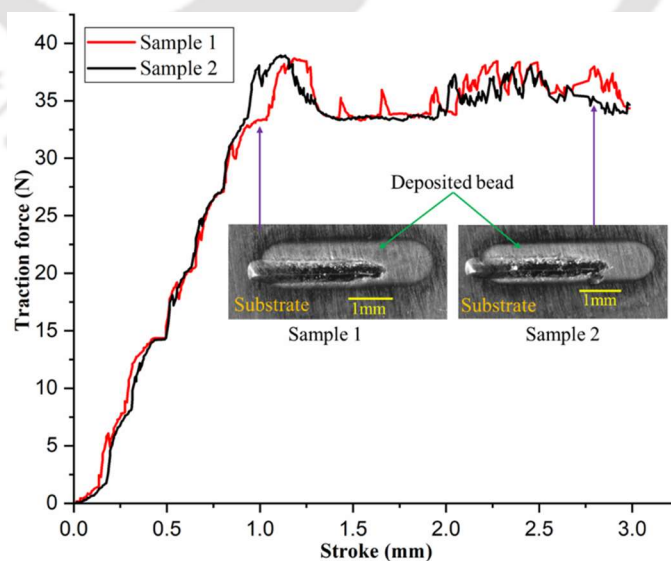 40
35
30
25
20
15
10
5
0
Traction force (N)
Sample 1
Sample 2
Deposited bead
Substrate
1mm
Substrate
1mm
Sample 1
Sample 2
0.0 0.5 1.0 1.5 2.0 2.5 3.0
Stroke (mm)